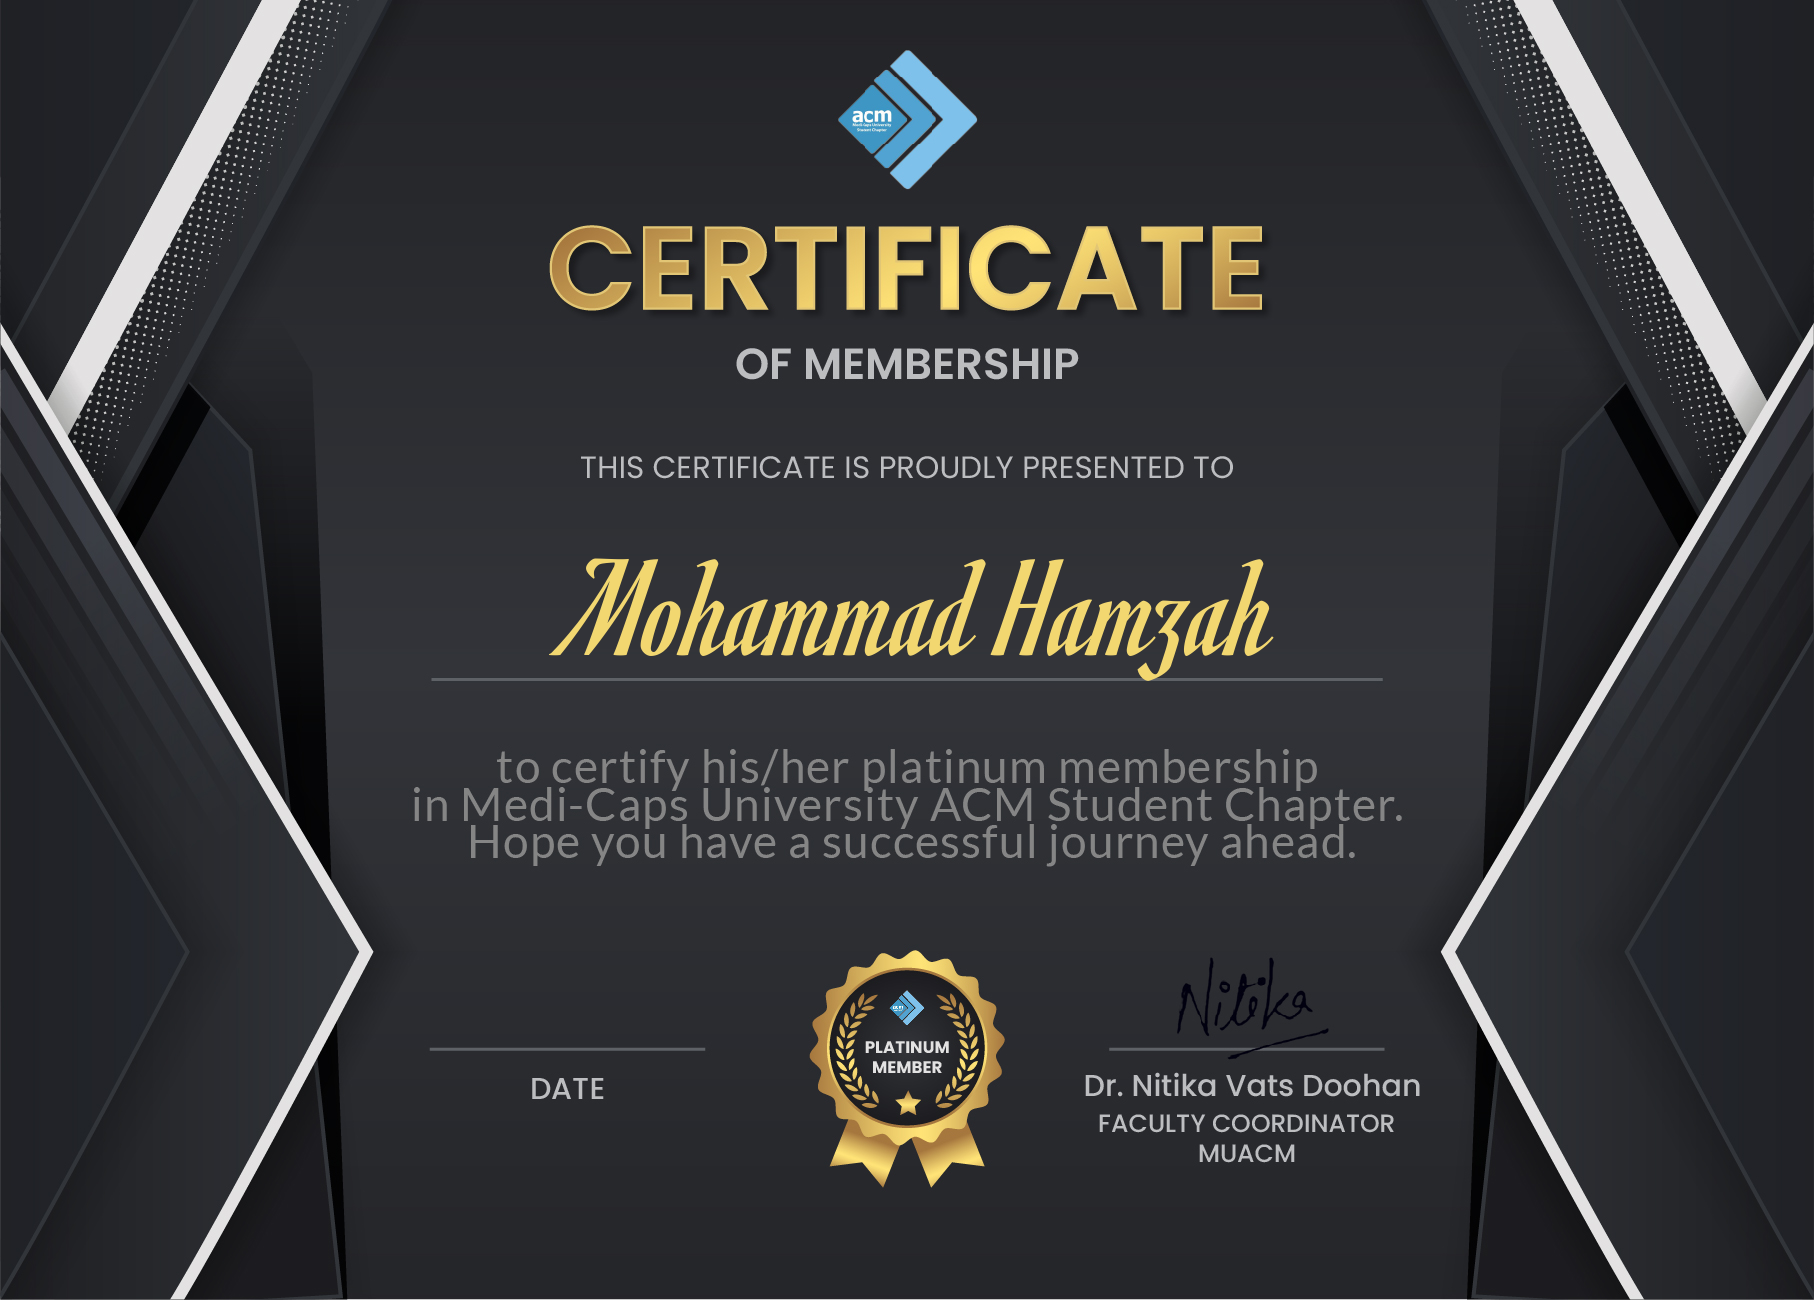 acm
Medi-Caps University
Student Chapter
CERTIFICATE
OF MEMBERSHIP
THIS CERTIFICATE IS PROUDLY PRESENTED TO
Mohammad Hamzah
to certify his/her platinum membership
in Medi-Caps University ACM Student Chapter.
Hope you have a successful journey ahead.
DATE
PLATINUM
MEMBER
Nitika
Dr. Nitika Vats Doohan
FACULTY COORDINATOR
MUACM